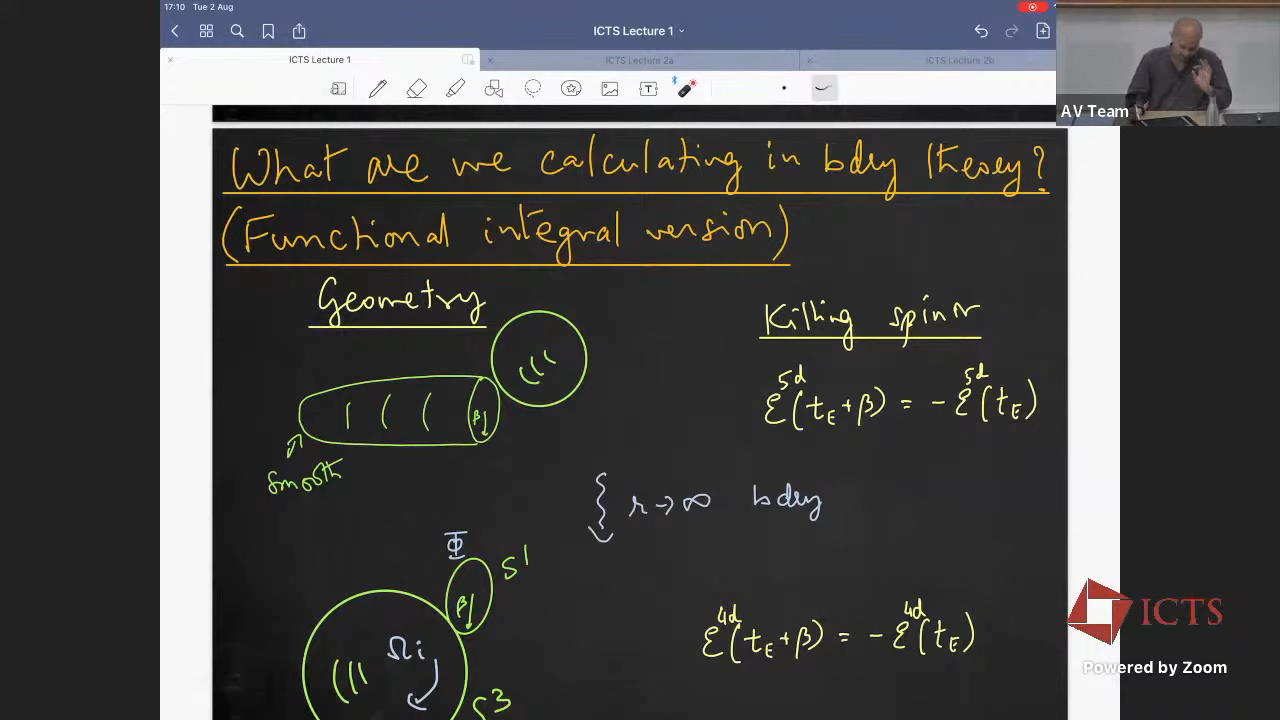 17:10 Tue 2 Aug
ICTS Lecture 1
ICTS Lecture 1
ICTS Lecture 2a
ICTS Lecture 2b
AV Team
What are we calculating in bdry theory?
(Functional integral version)
Geometry
Killing spinor
β
smooth
ε^5d (t_E + β) = - ε^5d (t_E)
r → ∞ bdry
Φ
S^1
β
Ωi
S^3
ε^4d (t_E + β) = - ε^4d (t_E)
ICTS
Powered by Zoom